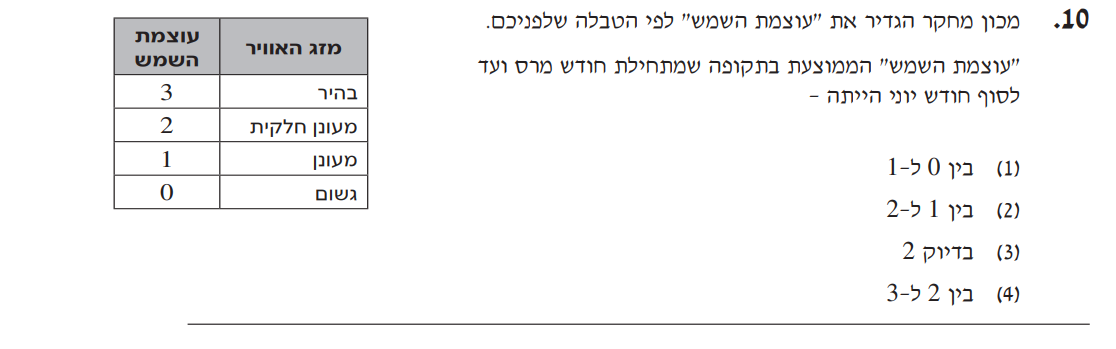 10. מכון מחקר הגדיר את "עוצמת השמש" לפי הטבלה שלפניכם.
"עוצמת השמש" הממוצעת בתקופה שמתחילת חודש מרס ועד
לסוף חודש יוני הייתה -
(1) בין 0 ל-1
(2) בין 1 ל-2
(3) בדיוק 2
(4) בין 2 ל-3
מזג האוויר עוצמת השמש
בהיר 3
מעונן חלקית 2
מעונן 1
גשום 0